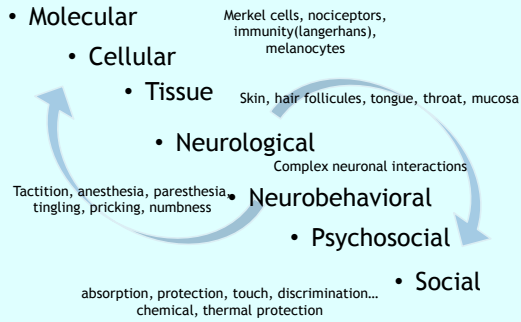 • Molecular
Merkel cells, nociceptors,
immunity(langerhans),
melanocytes
• Cellular
• Tissue
Skin, hair follicules, tongue, throat, mucosa
• Neurological
Complex neuronal interactions
Tactition, anesthesia, paresthesia,
tingling, pricking, numbness
• Neurobehavioral
• Psychosocial
• Social
absorption, protection, touch, discrimination…
chemical, thermal protection